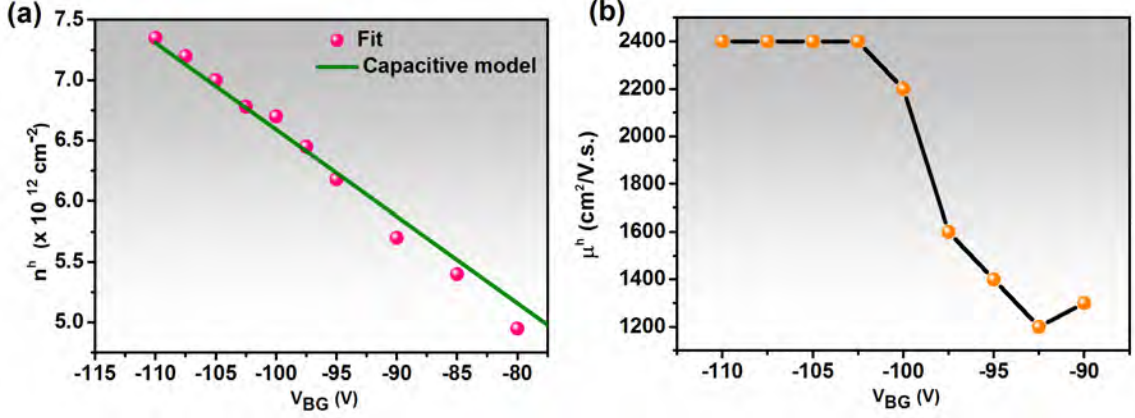 (a)
7.5
7.0
6.5
6.0
5.5
5.0
n^h (x 10^12 cm^-2)
Fit
Capacitive model
-115 -110 -105 -100 -95 -90 -85 -80
V_BG (V)
(b)
2400
2200
2000
1800
1600
1400
1200
μ^h (cm^2/V.s.)
-110 -105 -100 -95 -90
V_BG (V)